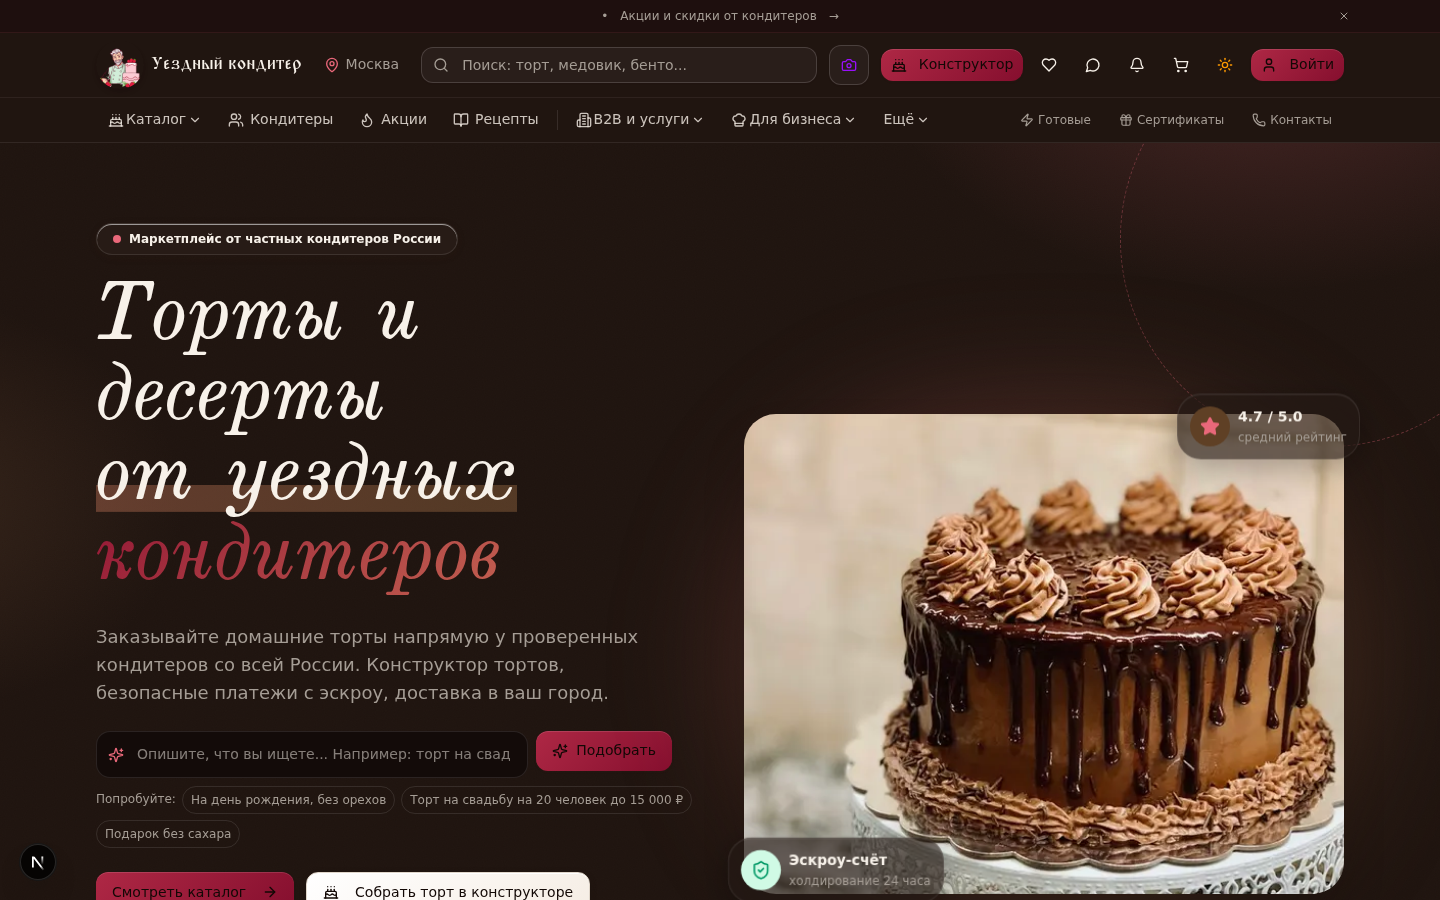 • Акции и скидки от кондитеров →
Уездный кондитер
Москва
Поиск: торт, медовик, бенто...
Конструктор
Войти
Каталог
Кондитеры
Акции
Рецепты
B2B и услуги
Для бизнеса
Ещё
Готовые
Сертификаты
Контакты
Маркетплейс от частных кондитеров России
Торты и
десерты
от уездных
кондитеров
4.7 / 5.0
средний рейтинг
Заказывайте домашние торты напрямую у проверенных
кондитеров со всей России. Конструктор тортов,
безопасные платежи с эскроу, доставка в ваш город.
Опишите, что вы ищете... Например: торт на свад
Подобрать
Попробуйте:
На день рождения, без орехов
Торт на свадьбу на 20 человек до 15 000 ₽
Подарок без сахара
Эскроу-счёт
холдирование 24 часа
N
Смотреть каталог →
Собрать торт в конструкторе